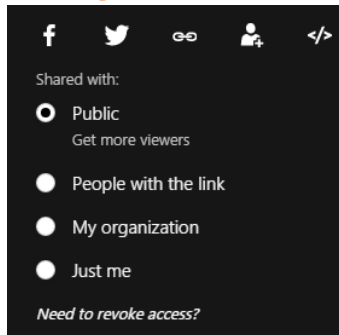 </>
Shared with:
Public
Get more viewers
People with the link
My organization
Just me
Need to revoke access?